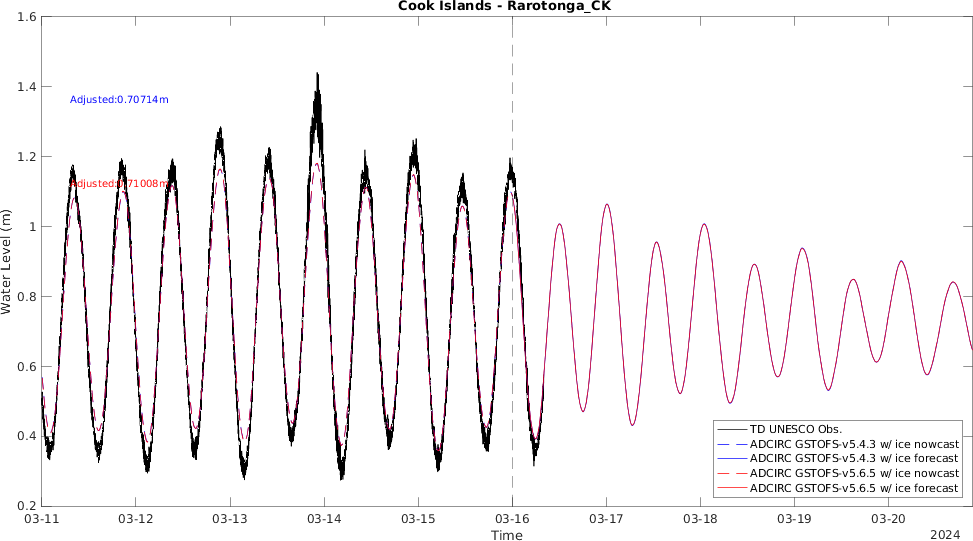 Cook Islands - Rarotonga_CK
1.6
1.4
1.2
1
0.8
0.6
0.4
0.2
Water Level (m)
Adjusted:0.70714m
Adjusted:0.71008m
TD UNESCO Obs.
ADCIRC GSTOFS-v5.4.3 w/ ice nowcast
ADCIRC GSTOFS-v5.4.3 w/ ice forecast
ADCIRC GSTOFS-v5.6.5 w/ ice nowcast
ADCIRC GSTOFS-v5.6.5 w/ ice forecast
03-11 03-12 03-13 03-14 03-15 03-16 03-17 03-18 03-19 03-20
Time
2024